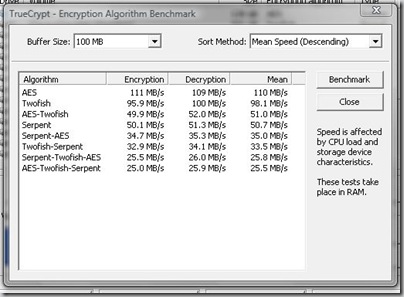 TrueCrypt - Encryption Algorithm Benchmark
Buffer Size: 100 MB Sort Method: Mean Speed (Descending)
Algorithm Encryption Decryption Mean
AES 111 MB/s 109 MB/s 110 MB/s
Twofish 95.9 MB/s 100 MB/s 98.1 MB/s
AES-Twofish 49.9 MB/s 52.0 MB/s 51.0 MB/s
Serpent 50.1 MB/s 51.3 MB/s 50.7 MB/s
Serpent-AES 34.7 MB/s 35.3 MB/s 35.0 MB/s
Twofish-Serpent 32.9 MB/s 34.1 MB/s 33.5 MB/s
Serpent-Twofish-AES 25.5 MB/s 26.0 MB/s 25.8 MB/s
AES-Twofish-Serpent 25.0 MB/s 25.9 MB/s 25.5 MB/s
Benchmark
Close
Speed is affected
by CPU load and
storage device
characteristics.
These tests take
place in RAM.